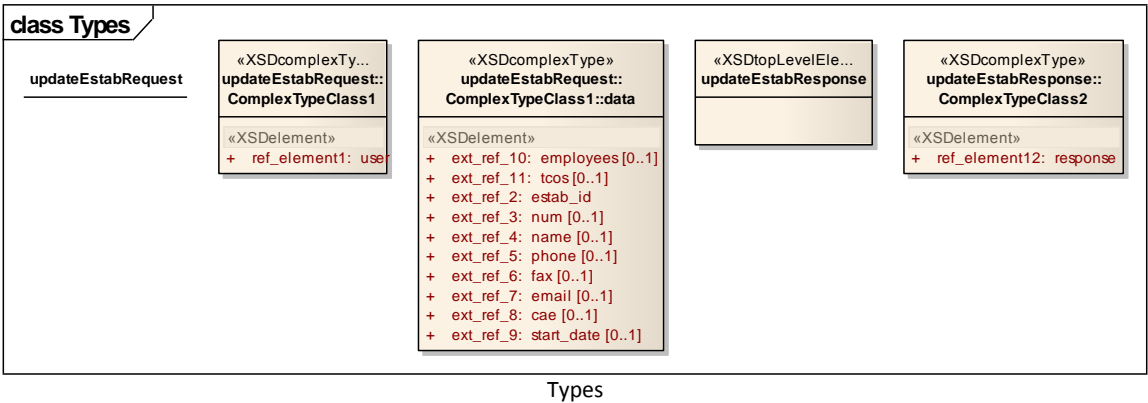 class Types
updateEstabRequest
«XSDcomplexTy...
updateEstabRequest::
ComplexTypeClass1
«XSDelement»
+ ref_element1: user
«XSDcomplexType»
updateEstabRequest::
ComplexTypeClass1::data
«XSDelement»
+ ext_ref_10: employees [0..1]
+ ext_ref_11: tcos [0..1]
+ ext_ref_2: estab_id
+ ext_ref_3: num [0..1]
+ ext_ref_4: name [0..1]
+ ext_ref_5: phone [0..1]
+ ext_ref_6: fax [0..1]
+ ext_ref_7: email [0..1]
+ ext_ref_8: cae [0..1]
+ ext_ref_9: start_date [0..1]
«XSDtopLevelEle...
updateEstabResponse
«XSDcomplexType»
updateEstabResponse::
ComplexTypeClass2
«XSDelement»
+ ref_element12: response
Types